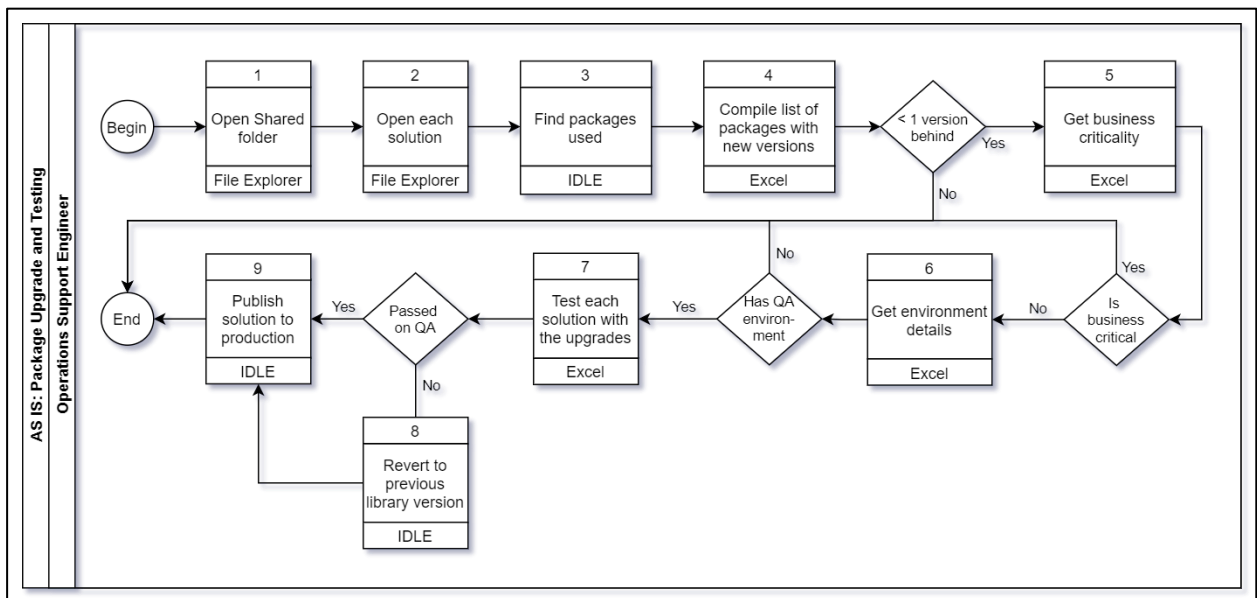 AS IS: Package Upgrade and Testing
Operations Support Engineer
Begin
1
Open Shared
folder
File Explorer
2
Open each
solution
File Explorer
3
Find packages
used
IDLE
4
Compile list of
packages with
new versions
Excel
< 1 version
behind
Yes
No
5
Get business
criticality
Excel
Is
business
critical
Yes
No
6
Get environment
details
Excel
Has QA
environ-
ment
No
Yes
7
Test each
solution with
the upgrades
Excel
Passed
on QA
Yes
No
8
Revert to
previous
library version
IDLE
9
Publish
solution to
production
IDLE
End